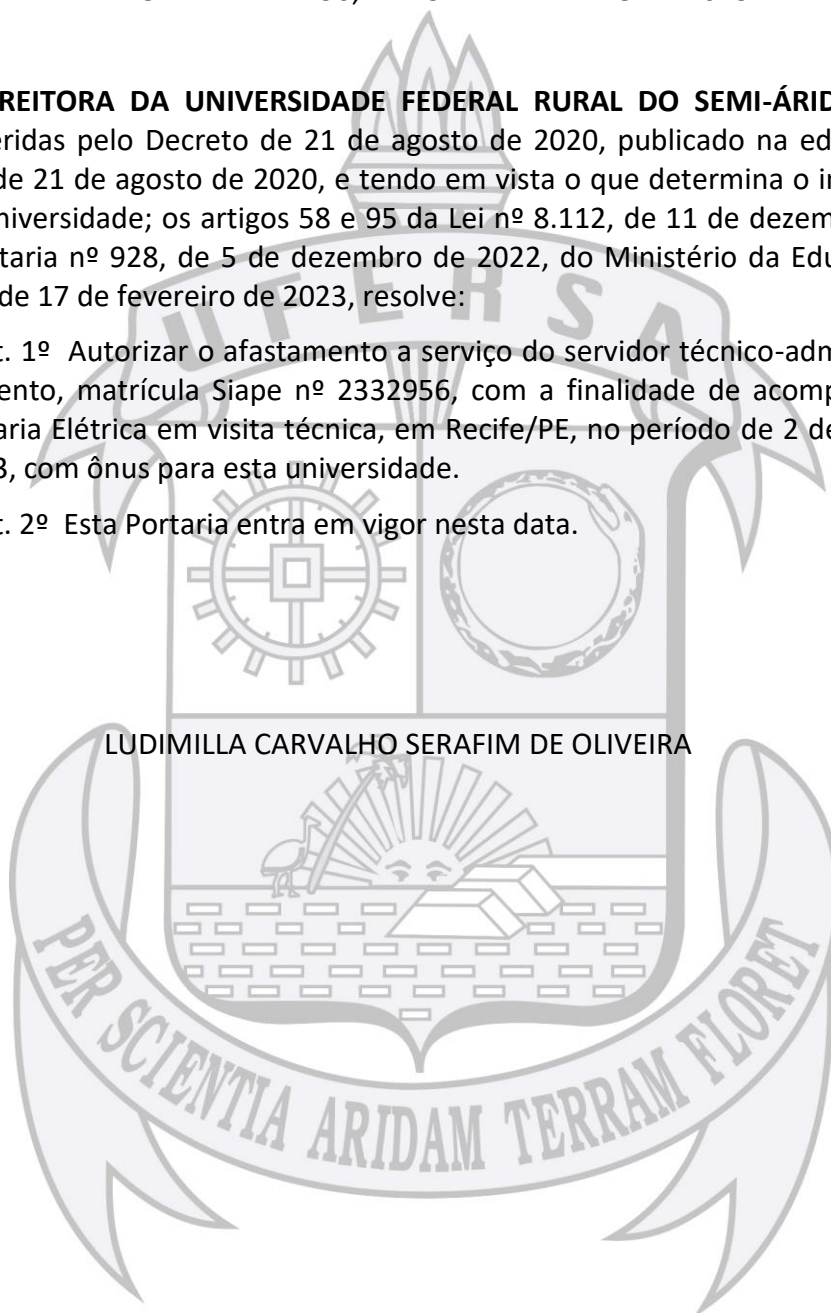 REITORA DA UNIVERSIDADE FEDERAL RURAL DO SEMI-ÁRID
eridas pelo Decreto de 21 de agosto de 2020, publicado na ed
de 21 de agosto de 2020, e tendo em vista o que determina o i
niversidade; os artigos 58 e 95 da Lei nº 8.112, de 11 de dezem
taria nº 928, de 5 de dezembro de 2022, do Ministério da Edu
de 17 de fevereiro de 2023, resolve:
t. 1º Autorizar o afastamento a serviço do servidor técnico-adm
ento, matrícula Siape nº 2332956, com a finalidade de acomp
aria Elétrica em visita técnica, em Recife/PE, no período de 2 de
3, com ônus para esta universidade.
t. 2º Esta Portaria entra em vigor nesta data.
LUDIMILLA CARVALHO SERAFIM DE OLIVEIRA
UFERSA
PER SCIENTIA ARIDAM TERRAM FLORET